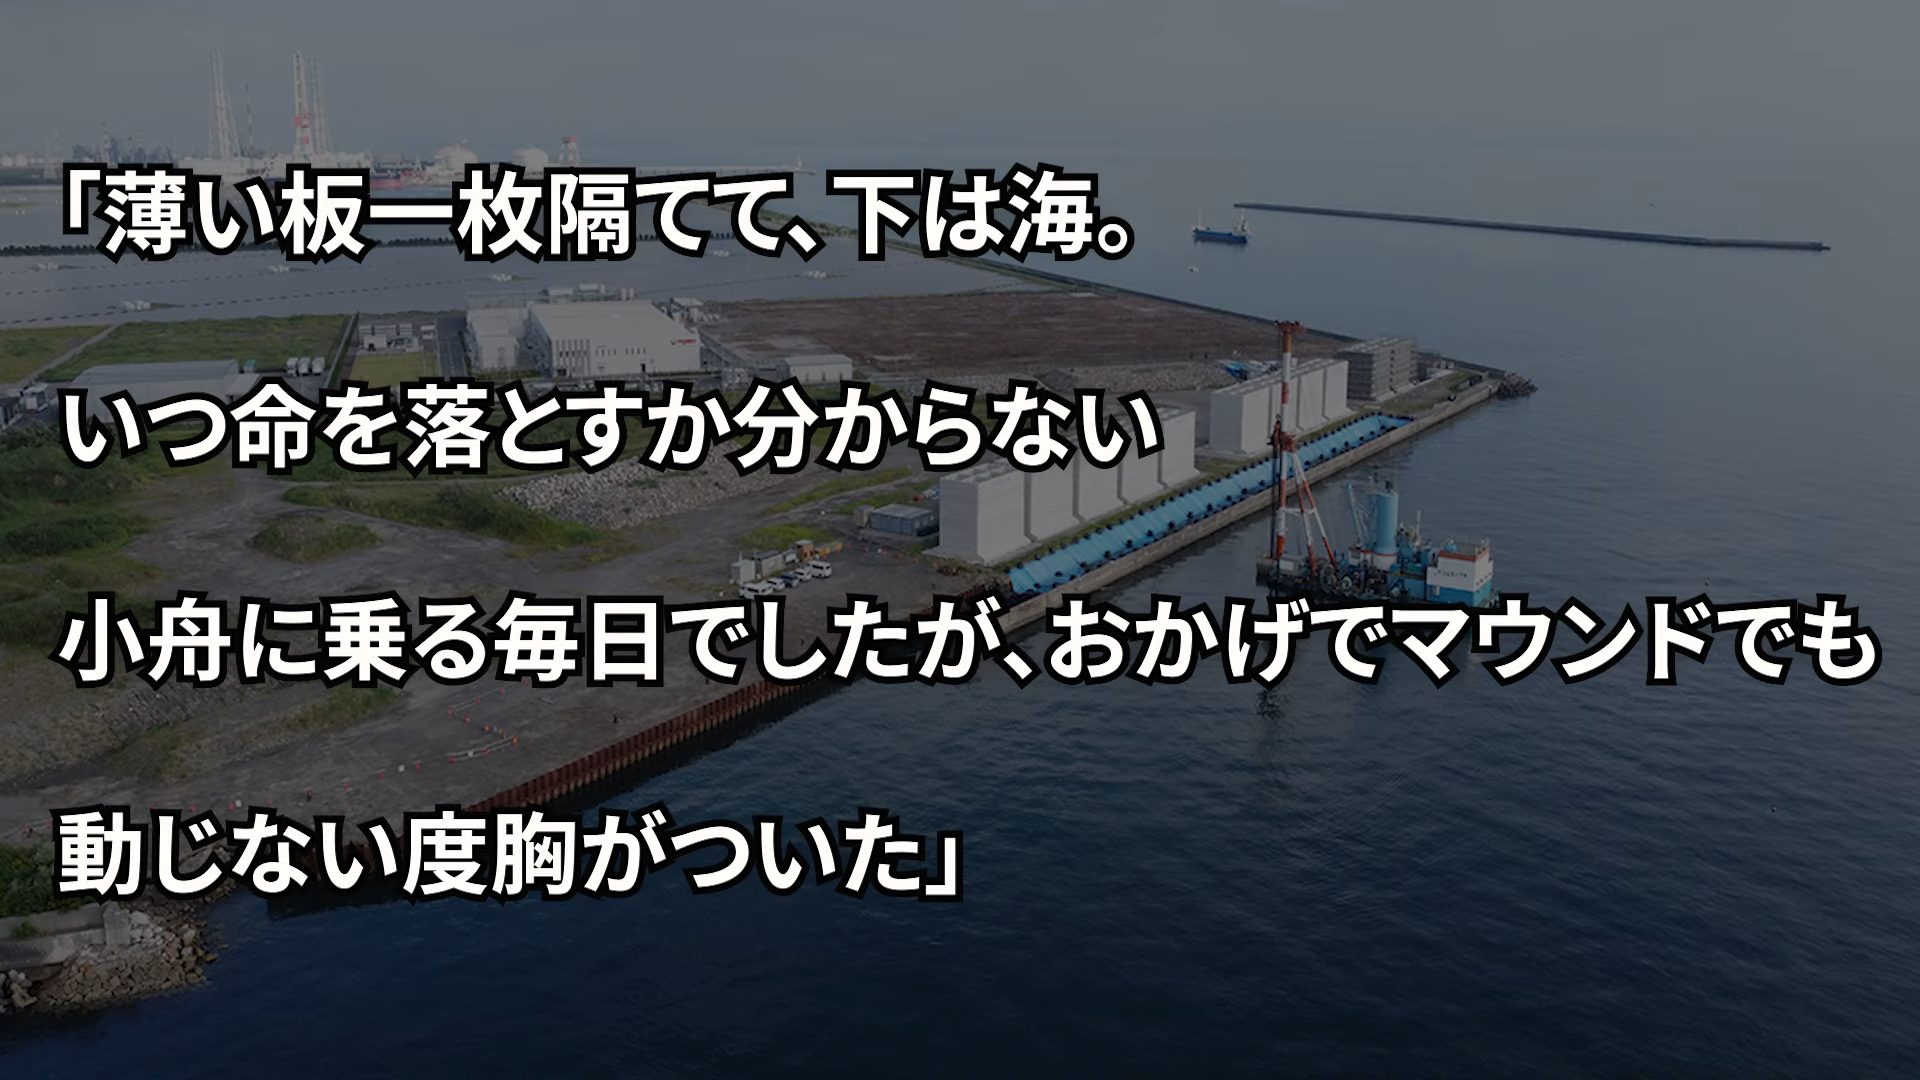 「薄い板一枚隔てて、下は海。
いつ命を落とすか分からない
小舟に乗る毎日でしたが、おかげでマウンドでも
動じない度胸がついた」